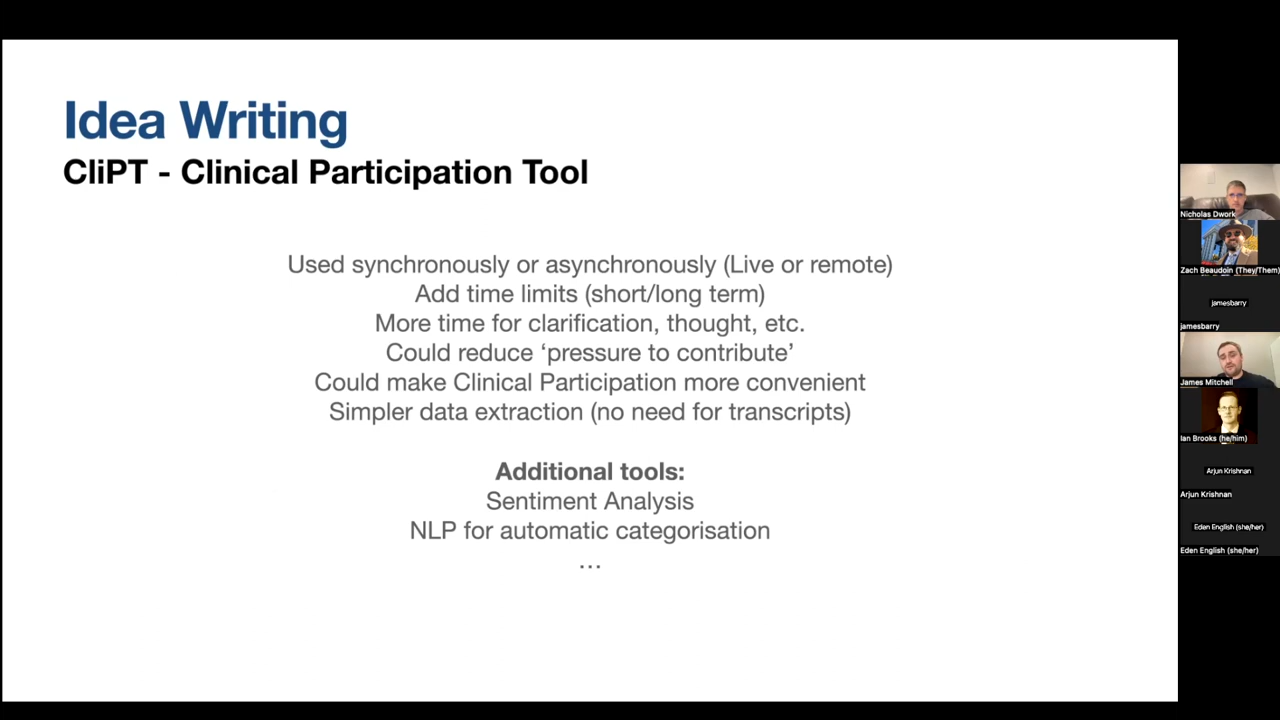 Idea Writing
CliPT - Clinical Participation Tool
Used synchronously or asynchronously (Live or remote)
Add time limits (short/long term)
More time for clarification, thought, etc.
Could reduce ‘pressure to contribute’
Could make Clinical Participation more convenient
Simpler data extraction (no need for transcripts)
Additional tools:
Sentiment Analysis
NLP for automatic categorisation
...
Nicholas Dwork
Zach Beaudoin (They/Them)
jamesbarry
jamesbarry
James Mitchell
Ian Brooks (he/him)
Arjun Krishnan
Arjun Krishnan
Eden English (she/her)
Eden English (she/her)